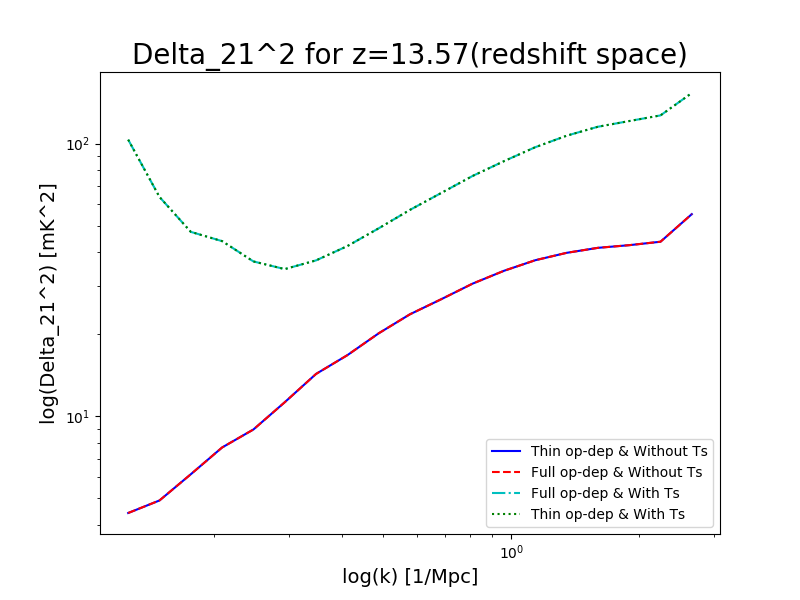 Delta_21^2 for z=13.57(redshift space)
log(Delta_21^2) [mK^2]
10^2
10^1
Thin op-dep & Without Ts
Full op-dep & Without Ts
Full op-dep & With Ts
Thin op-dep & With Ts
10^0
log(k) [1/Mpc]